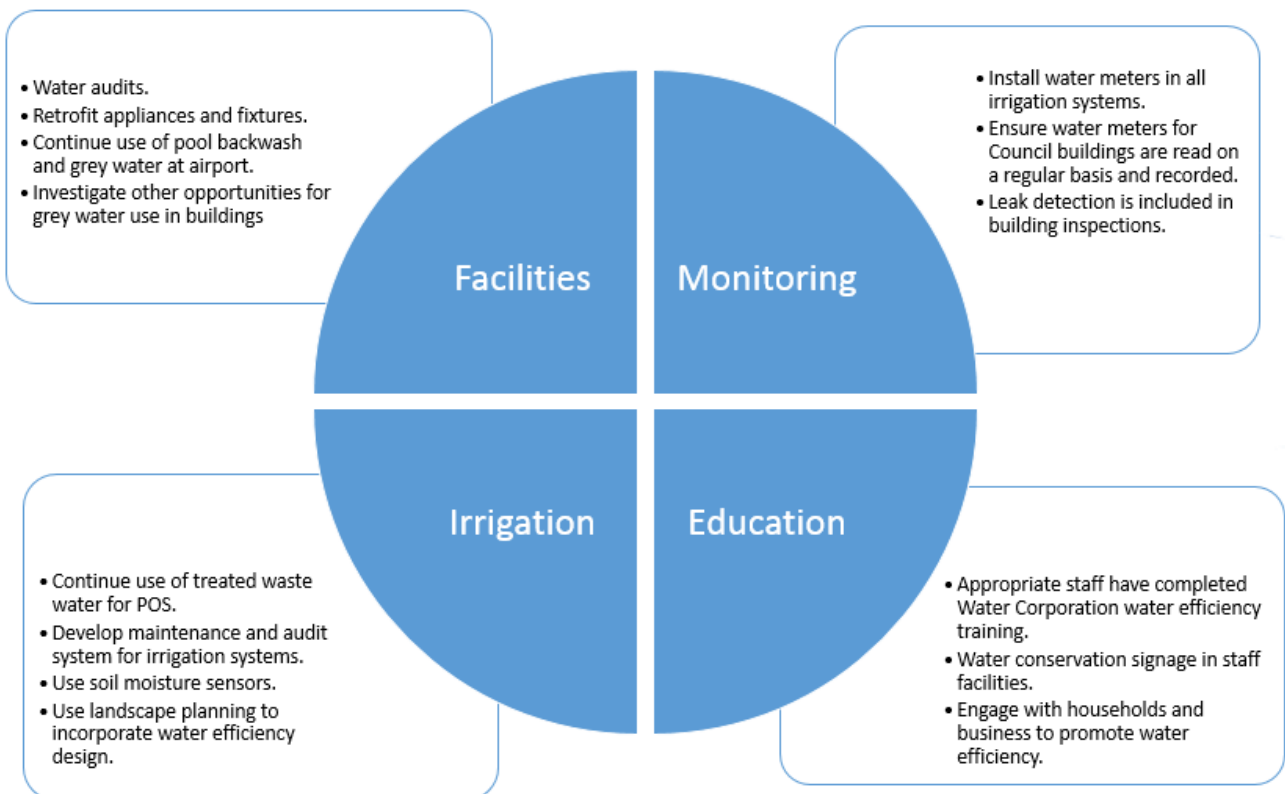 • Water audits.
• Retrofit appliances and fixtures.
• Continue use of pool backwash
and grey water at airport.
• Investigate other opportunities for
grey water use in buildings
Facilities
Monitoring
• Install water meters in all
irrigation systems.
• Ensure water meters for
Council buildings are read on
a regular basis and recorded.
• Leak detection is included in
building inspections.
Irrigation
Education
• Continue use of treated waste
water for POS.
• Develop maintenance and audit
system for irrigation systems.
• Use soil moisture sensors.
• Use landscape planning to
incorporate water efficiency
design.
• Appropriate staff have completed
Water Corporation water efficiency
training.
• Water conservation signage in staff
facilities.
• Engage with households and
business to promote water
efficiency.